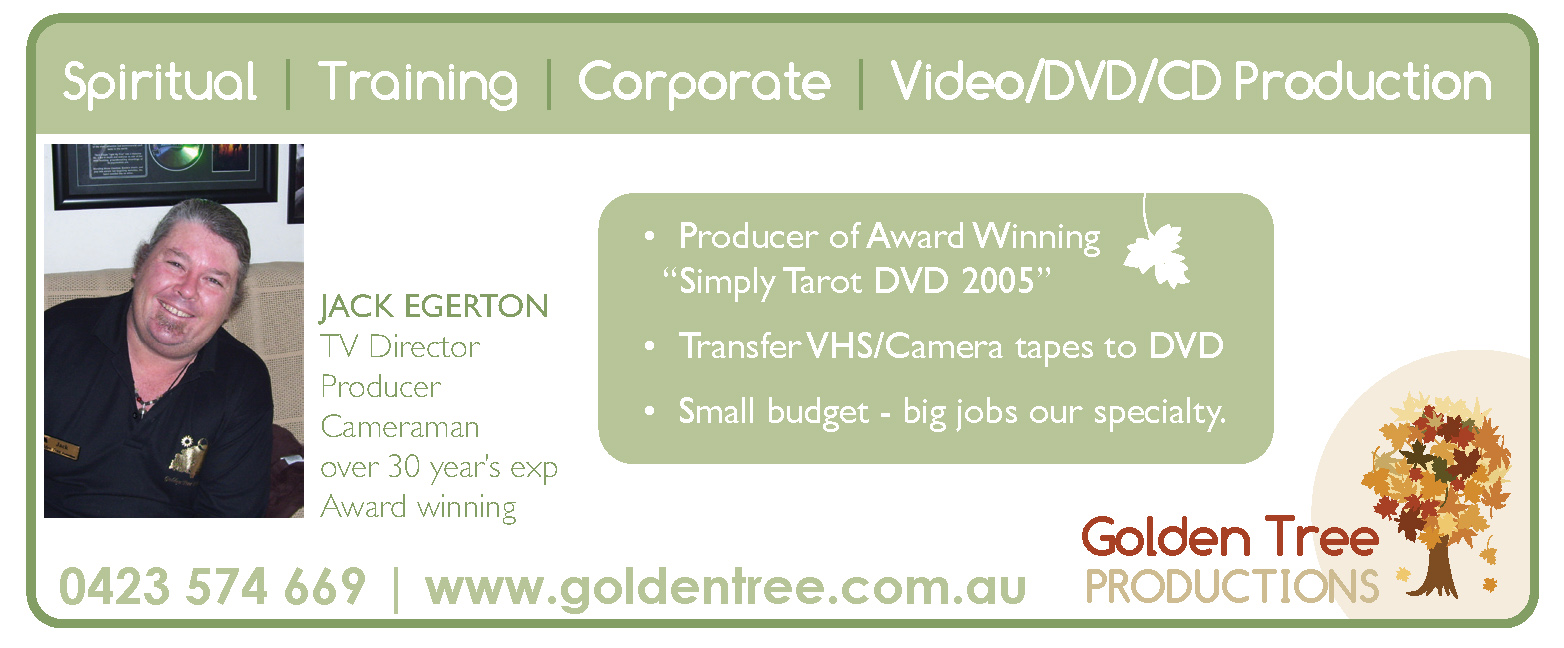 Spiritual | Training | Corporate | Video/DVD/CD Production
JACK EGERTON
TV Director
Producer
Cameraman
over 30 year's exp
Award winning
• Producer of Award Winning
“Simply Tarot DVD 2005”
• Transfer VHS/Camera tapes to DVD
• Small budget - big jobs our specialty.
Jack
Golden Tree
PRODUCTIONS
0423 574 669 | www.goldentree.com.au